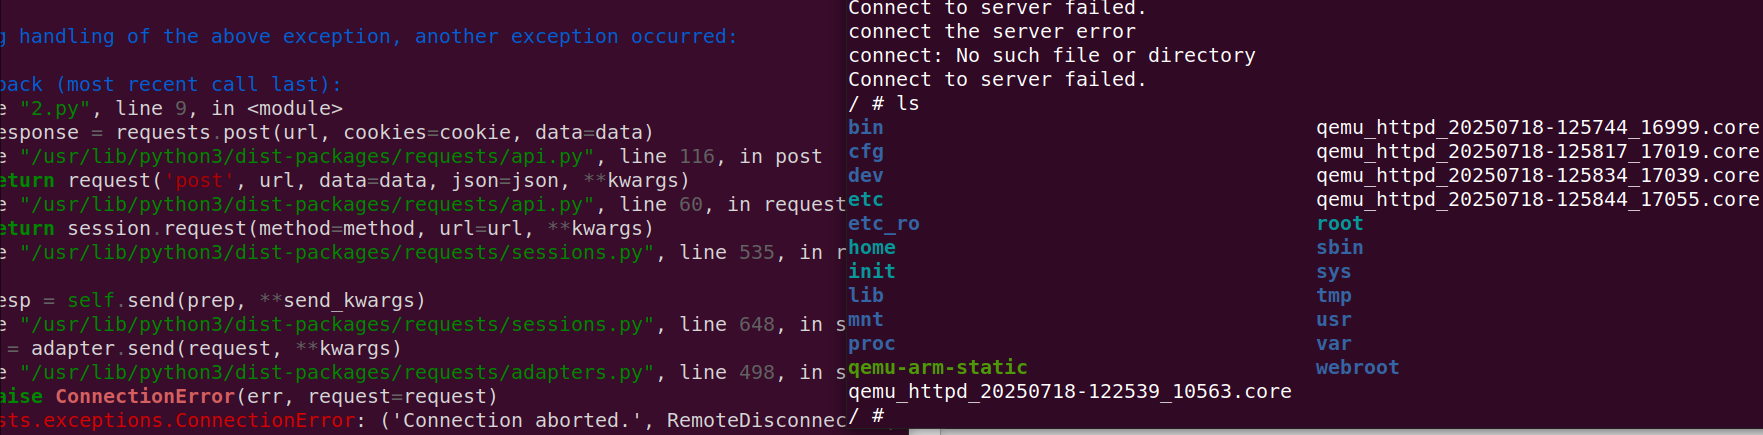 g handling of the above exception, another exception occurred:
back (most recent call last):
e "2.py", line 9, in <module>
esponse = requests.post(url, cookies=cookie, data=data)
e "/usr/lib/python3/dist-packages/requests/api.py", line 116, in post
eturn request('post', url, data=data, json=json, **kwargs)
e "/usr/lib/python3/dist-packages/requests/api.py", line 60, in request
eturn session.request(method=method, url=url, **kwargs)
e "/usr/lib/python3/dist-packages/requests/sessions.py", line 535, in r
esp = self.send(prep, **send_kwargs)
e "/usr/lib/python3/dist-packages/requests/sessions.py", line 648, in s
= adapter.send(request, **kwargs)
e "/usr/lib/python3/dist-packages/requests/adapters.py", line 498, in s
aise ConnectionError(err, request=request)
sts.exceptions.ConnectionError: ('Connection aborted.', RemoteDisconnec
Connect to server failed.
connect the server error
connect: No such file or directory
Connect to server failed.
/ # ls
bin qemu_httpd_20250718-125744_16999.core
cfg qemu_httpd_20250718-125817_17019.core
dev qemu_httpd_20250718-125834_17039.core
etc qemu_httpd_20250718-125844_17055.core
etc_ro root
home sbin
init sys
lib tmp
mnt usr
proc var
qemu-arm-static webroot
qemu_httpd_20250718-122539_10563.core
/ #